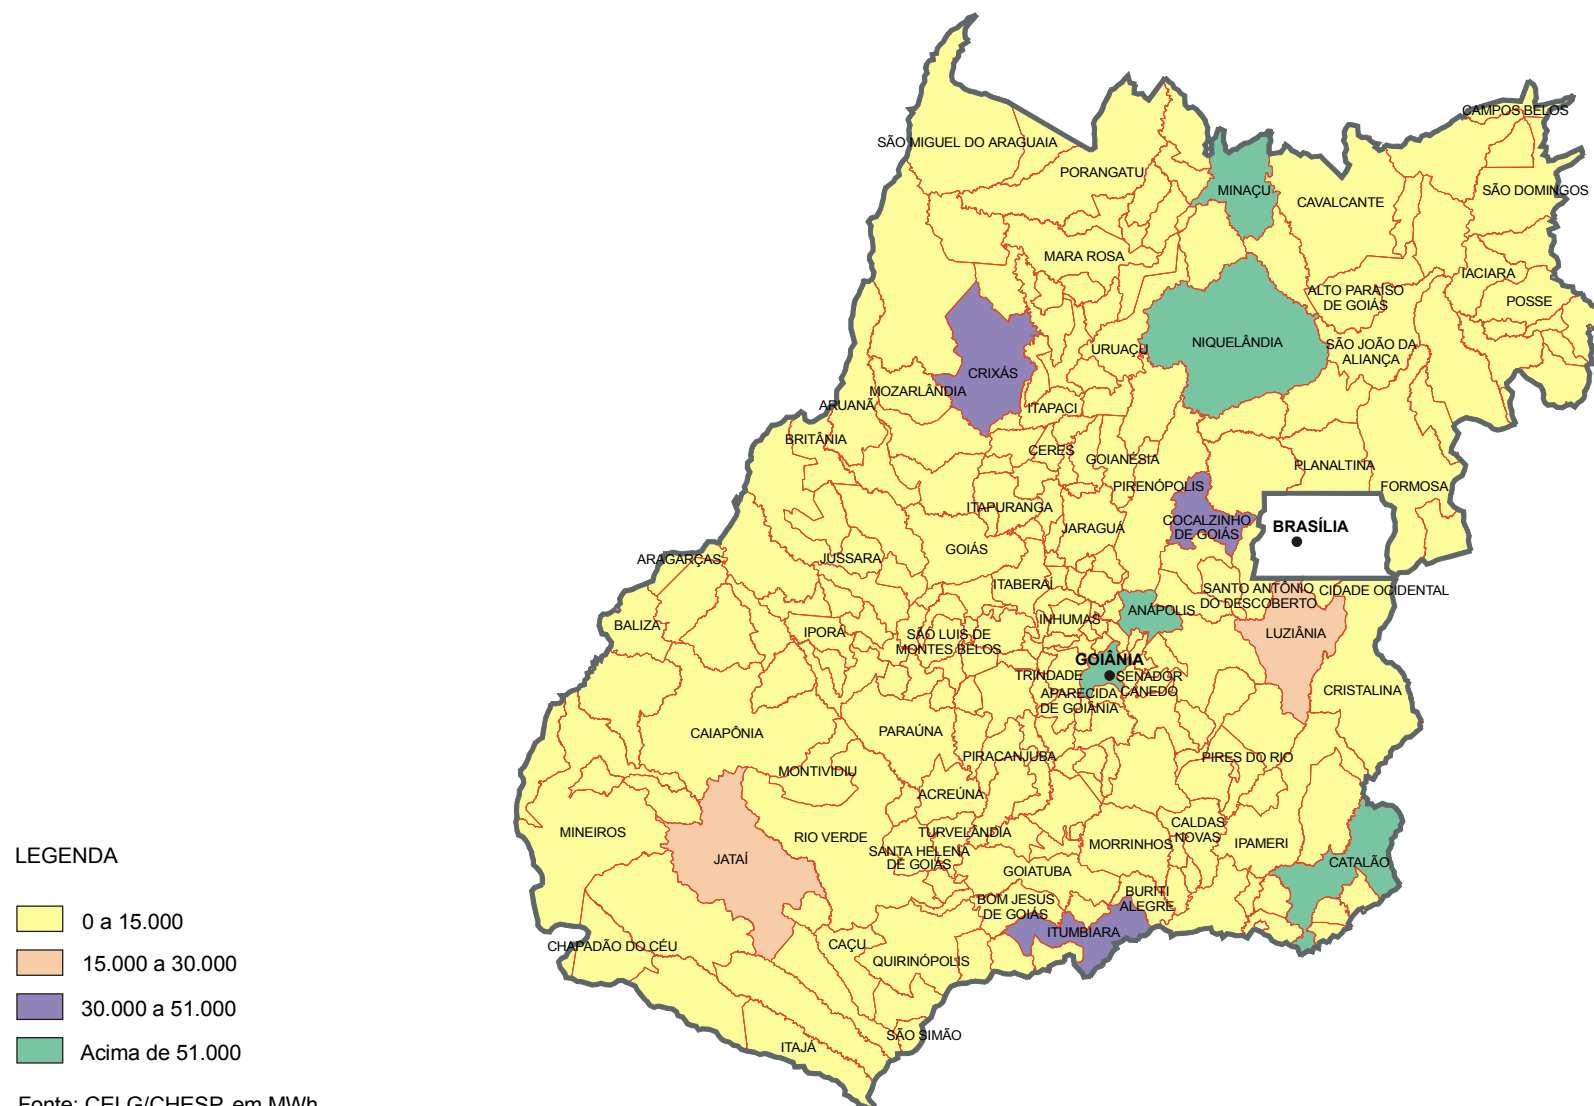 CAMPOS BELOS
SÃO MIGUEL DO ARAGUAIA
PORANGATU
MINAÇU
SÃO DOMINGOS
CAVALCANTE
MARA ROSA
IACIARA
ALTO PARAÍSO
DE GOIÁS
POSSE
NIQUELÂNDIA
URUAÇU
SÃO JOÃO DA
ALIANÇA
CRIXÁS
MOZARLÂNDIA
ARUANÃ
ITAPACI
BRITÂNIA
CERES
GOIANÉSIA
PLANALTINA
PIRENÓPOLIS
FORMOSA
ITAPURANGA
COCALZINHO
DE GOIÁS
JARAGUÁ
BRASÍLIA
GOIÁS
ARAGARÇAS
JUSSARA
ITABERAÍ
SANTO ANTÔNIO
DO DESCOBERTO
CIDADE OCIDENTAL
ANÁPOLIS
INHUMAS
BALIZA
IPORÁ
SÃO LUIS DE
MONTES BELOS
LUZIÂNIA
GOIÂNIA
TRINDADE
SENADOR
CANEDO
APARECIDA
DE GOIÂNIA
CRISTALINA
CAIAPÔNIA
PARAÚNA
PIRACANJUBA
PIRES DO RIO
MONTIVIDIU
ACREÚNA
MINEIROS
RIO VERDE
TURVELÂNDIA
CALDAS
NOVAS
MORRINHOS
IPAMERI
SANTA HELENA
DE GOIÁS
JATAÍ
CATALÃO
GOIATUBA
BURITI
ALEGRE
BOM JESUS
DE GOIÁS
ITUMBIARA
CHAPADÃO DO CÉU
CAÇU
QUIRINÓPOLIS
SÃO SIMÃO
ITAJÁ
LEGENDA
0 a 15.000
15.000 a 30.000
30.000 a 51.000
Acima de 51.000
Fonte: CELG/CHESP, em MWh